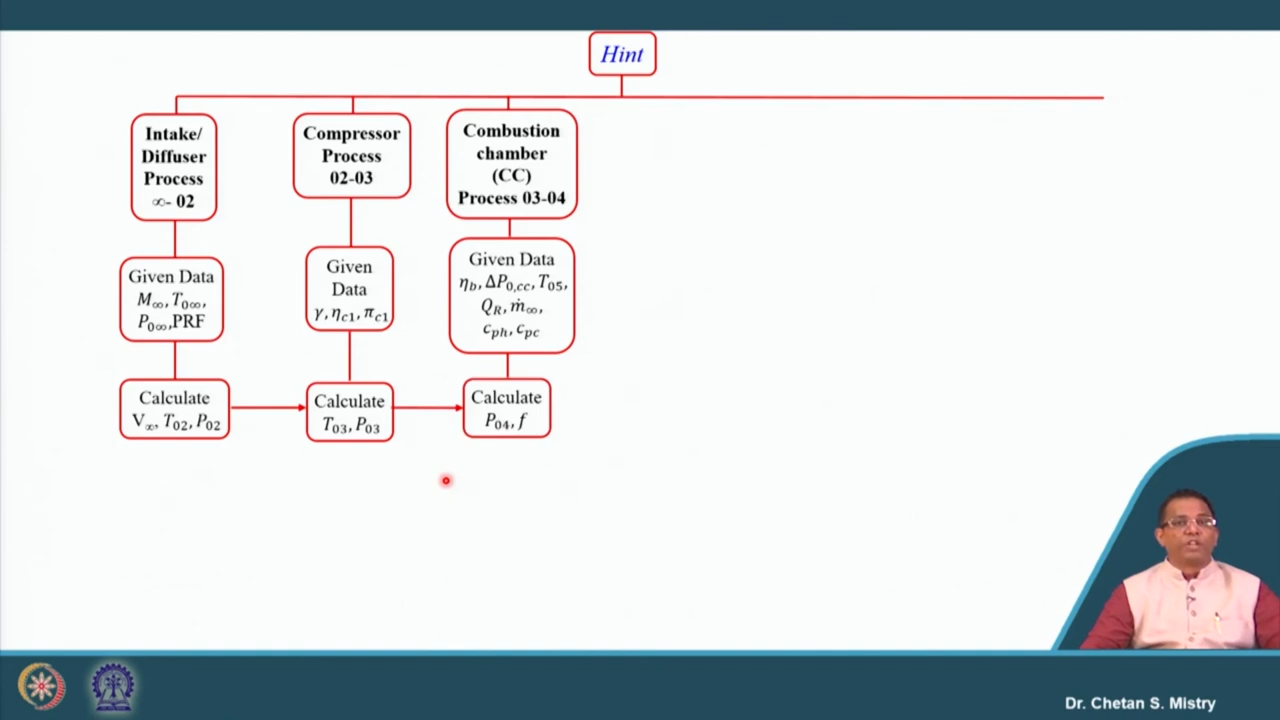 Hint
Intake/
Diffuser
Process
∞- 02
Compressor
Process
02-03
Combustion
chamber
(CC)
Process 03-04
Given Data
M∞, T0∞,
P0∞,PRF
Given
Data
γ, ηc1, πc1
Given Data
ηb, ΔP0,cc, T05,
QR, ṁ∞,
cph, cpc
Calculate
V∞, T02, P02
Calculate
T03, P03
Calculate
P04, f
Dr. Chetan S. Mistry